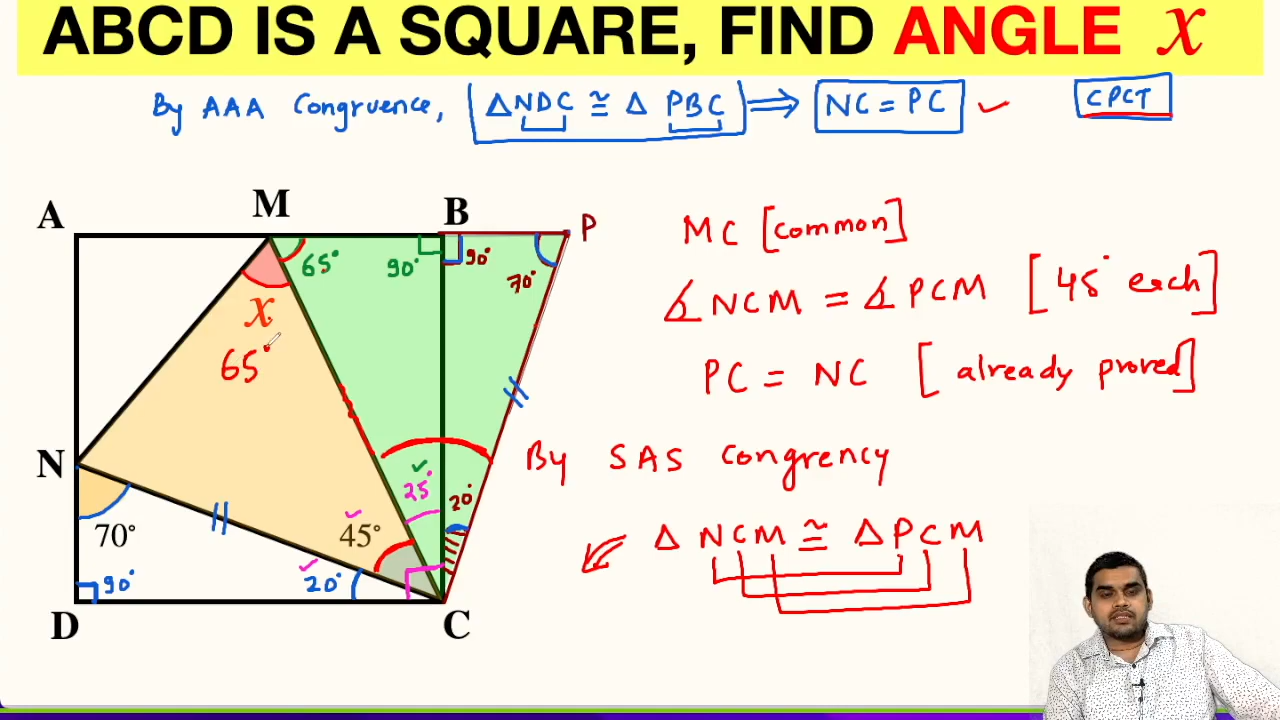 ABCD IS A SQUARE, FIND ANGLE x
By AAA Congruence, ΔNDC ≅ Δ PBC ⟹ NC = PC ✓ CPCT
A M B P
65° 90° 90° 70°
x
65°
MC [common]
∡NCM = ∡PCM [45° each]
PC = NC [already proved]
N
By SAS congrency
25° 20°
70° 45°
Δ NCM ≅ ΔPCM
90° 20°
D C